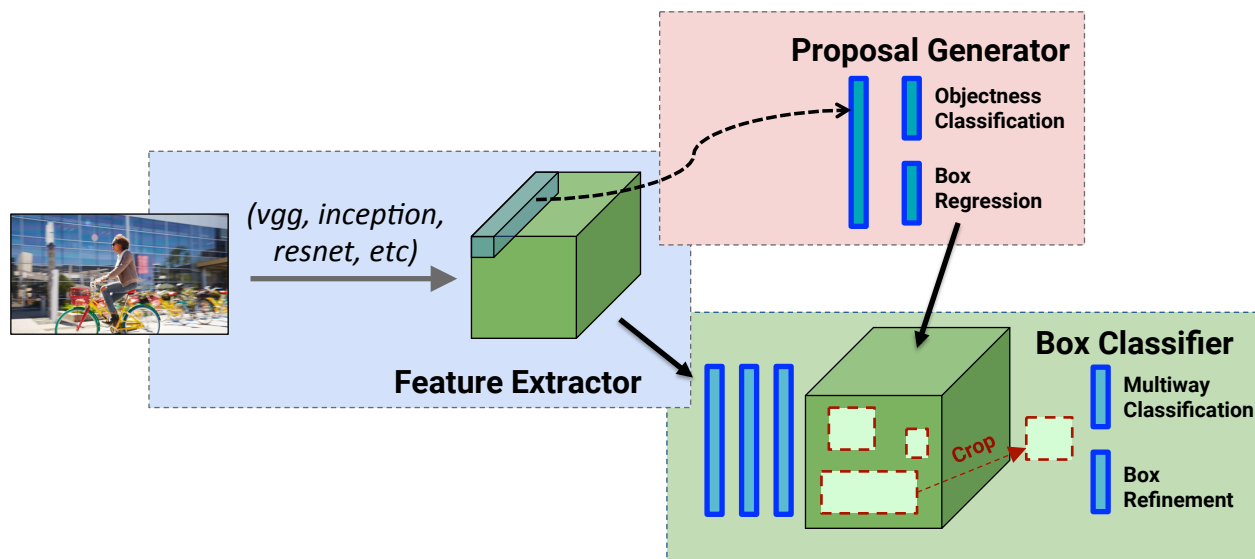 Proposal Generator
Objectness
Classification
Box
Regression
(vgg, inception,
resnet, etc)
Feature Extractor
Box Classifier
Multiway
Classification
Crop
Box
Refinement